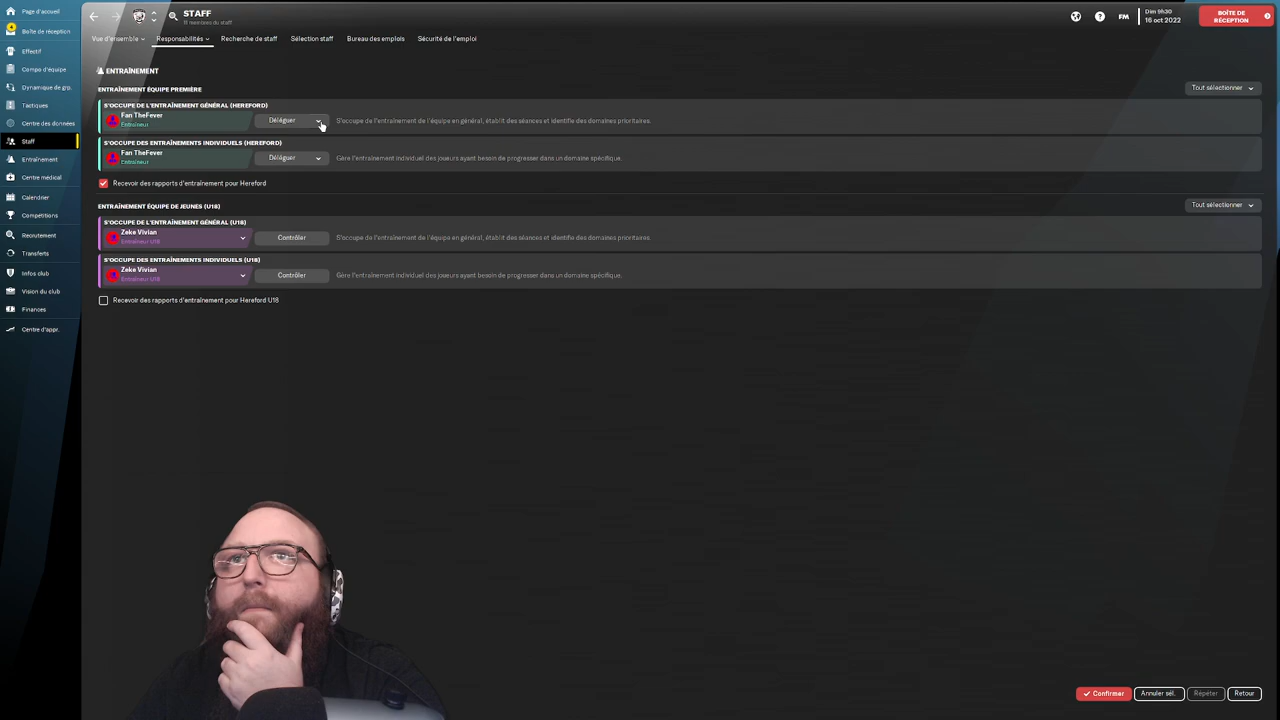 Page d'accueil
4
Boîte de réception
Effectif
Compo d'équipe
Dynamique de grp.
Tactiques
Centre des données
Staff
Entraînement
Centre médical
Calendrier
Compétitions
Recrutement
Transferts
Infos club
Vision du club
Finances
Centre d'appr.
STAFF
Dim 9h30
16 oct 2022
FM
BOÎTE DE
RÉCEPTION
Vue d'ensemble
Responsabilités
Recherche de staff
Sélection staff
Bureau des emplois
Sécurité de l'emploi
ENTRAÎNEMENT
ENTRAÎNEMENT ÉQUIPE PREMIÈRE
Tout sélectionner
S'OCCUPE DE L'ENTRAÎNEMENT GÉNÉRAL (HEREFORD)
Fan TheFever
Entraîneur
Déléguer
S'occupe de l'entraînement de l'équipe en général, établit des séances et identifie des domaines prioritaires.
S'OCCUPE DES ENTRAÎNEMENTS INDIVIDUELS (HEREFORD)
Fan TheFever
Entraîneur
Déléguer
Gère l'entraînement individuel des joueurs ayant besoin de progresser dans un domaine spécifique.
Recevoir des rapports d'entraînement pour Hereford
ENTRAÎNEMENT ÉQUIPE DE JEUNES (U18)
Tout sélectionner
S'OCCUPE DE L'ENTRAÎNEMENT GÉNÉRAL (U18)
Zeke Vivian
Entraîneur U18
Contrôler
S'occupe de l'entraînement de l'équipe en général, établit des séances et identifie des domaines prioritaires.
S'OCCUPE DES ENTRAÎNEMENTS INDIVIDUELS (U18)
Zeke Vivian
Entraîneur U18
Contrôler
Gère l'entraînement individuel des joueurs ayant besoin de progresser dans un domaine spécifique.
Recevoir des rapports d'entraînement pour Hereford U18
Confirmer
Annuler sél.
Répéter
Retour